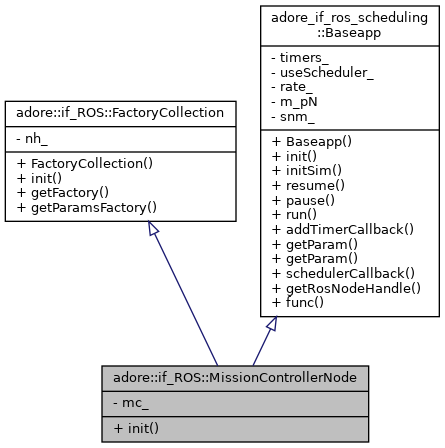 adore_if_ros_scheduling
::Baseapp
- timers_
- useScheduler_
- rate_
- m_pN
- snm_
+ Baseapp()
+ init()
+ initSim()
+ resume()
+ pause()
+ run()
+ addTimerCallback()
+ getParam()
+ getParam()
+ schedulerCallback()
+ getRosNodeHandle()
+ func()
adore::if_ROS::FactoryCollection
- nh_
+ FactoryCollection()
+ init()
+ getFactory()
+ getParamsFactory()
adore::if_ROS::MissionControllerNode
- mc_
+ init()